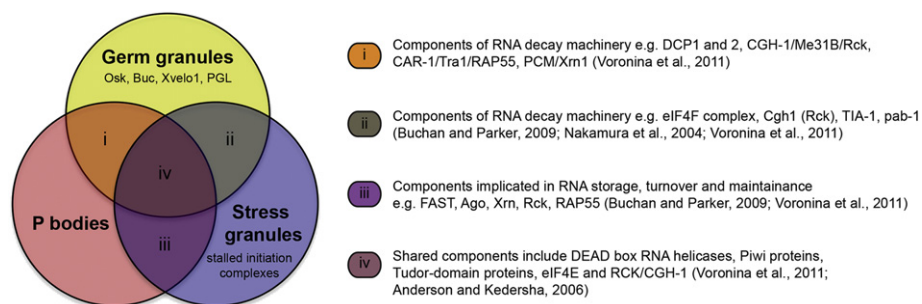 Germ granules
Osk, Buc, Xvelo1, PGL
i
ii
iv
P bodies
Stress
granules
stalled initiation
complexes
iii
i
Components of RNA decay machinery e.g. DCP1 and 2, CGH-1/Me31B/Rck,
CAR-1/Tra1/RAP55, PCM/Xrn1 (Voronina et al., 2011)
ii
Components of RNA decay machinery e.g. eIF4F complex, Cgh1 (Rck), TIA-1, pab-1
(Buchan and Parker, 2009; Nakamura et al., 2004; Voronina et al., 2011)
iii
Components implicated in RNA storage, turnover and maintainance
e.g. FAST, Ago, Xrn, Rck, RAP55 (Buchan and Parker, 2009; Voronina et al., 2011)
iv
Shared components include DEAD box RNA helicases, Piwi proteins,
Tudor-domain proteins, eIF4E and RCK/CGH-1 (Voronina et al., 2011;
Anderson and Kedersha, 2006)